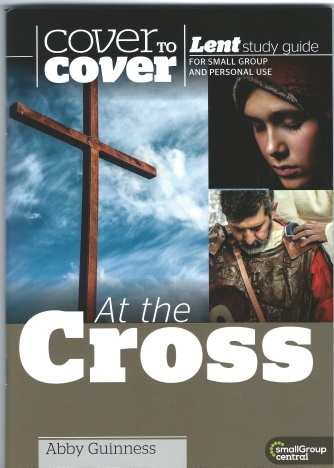 cover to
cover
Lent study guide
FOR SMALL GROUP
AND PERSONAL USE
At the
Cross
Abby Guinness
smallGroup
central